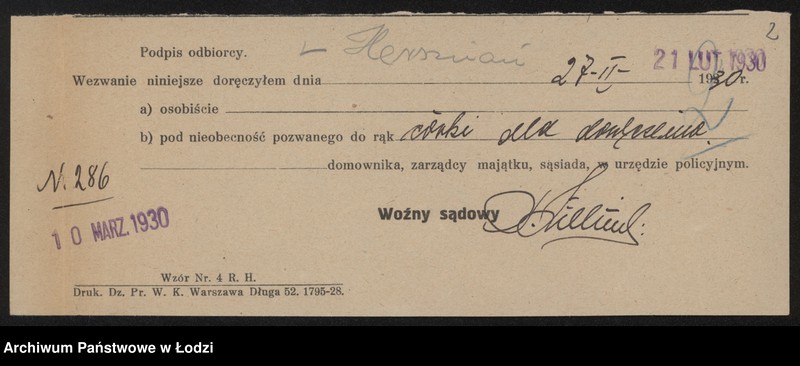 2
Podpis odbiorcy.
21 LUT. 1930
Wezwanie niniejsze doręczyłem dnia 27-II- 1930 r.
a) osobiście
b) pod nieobecność pozwanego do rąk córki dla doręczenia.
domownika, zarządcy majątku, sąsiada, w urzędzie policyjnym.
N. 286
10 MARZ. 1930
Woźny sądowy
Wzór Nr. 4 R. H.
Druk. Dz. Pr. W. K. Warszawa Długa 52. 1795-28.
Archiwum Państwowe w Łodzi